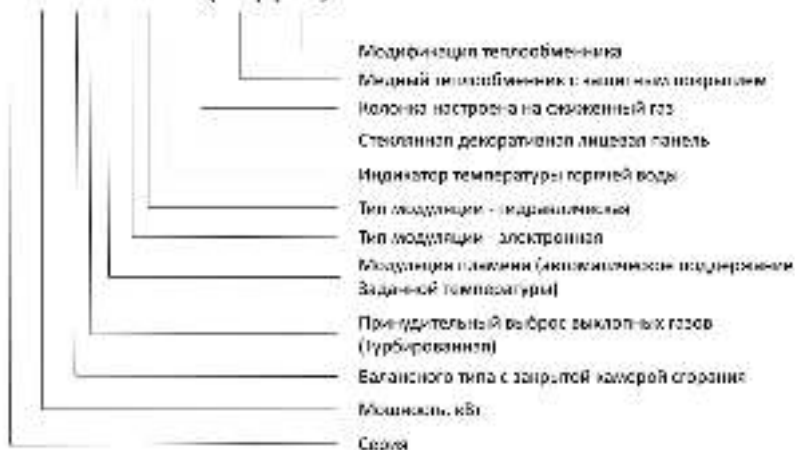 Модификация теплообменника
Медный теплообменник с защитным покрытием
Колонка настроена на сжиженный газ
Стеклянная декоративная лицевая панель
Индикатор температуры горячей воды
Тип модуляции - гидравлическая
Тип модуляции - электронная
Модуляция пламени (автоматическое поддержание
Заданной температуры)
Принудительный выброс выхлопных газов
(Турбированная)
Балансного типа с закрытой камерой сгорания
Мощность, кВт
Серия